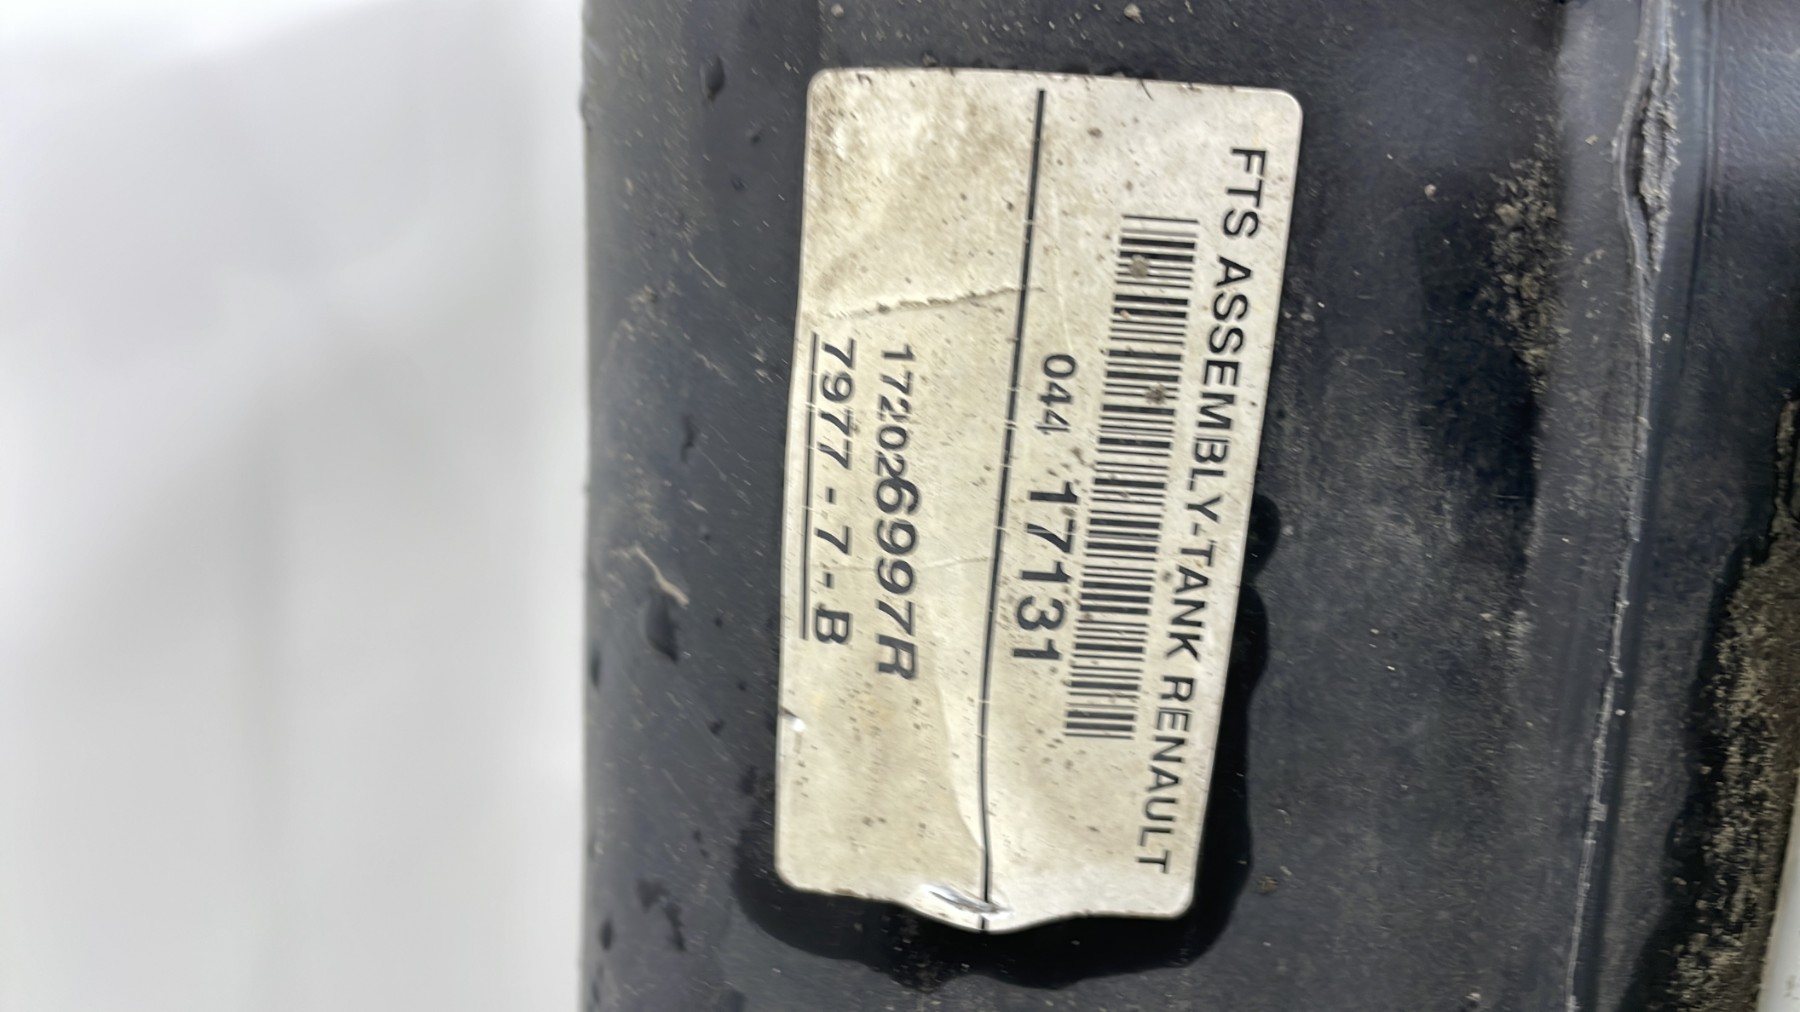 FTS ASSEMBLY-TANK RENAULT
044 17131
172026997R
7977 - 7 - B